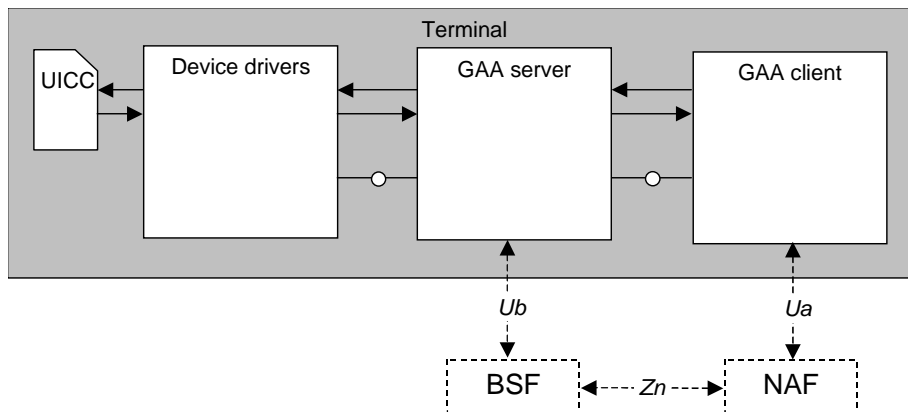 Terminal
UICC
Device drivers
GAA server
GAA client
Ub
Ua
BSF
Zn
NAF